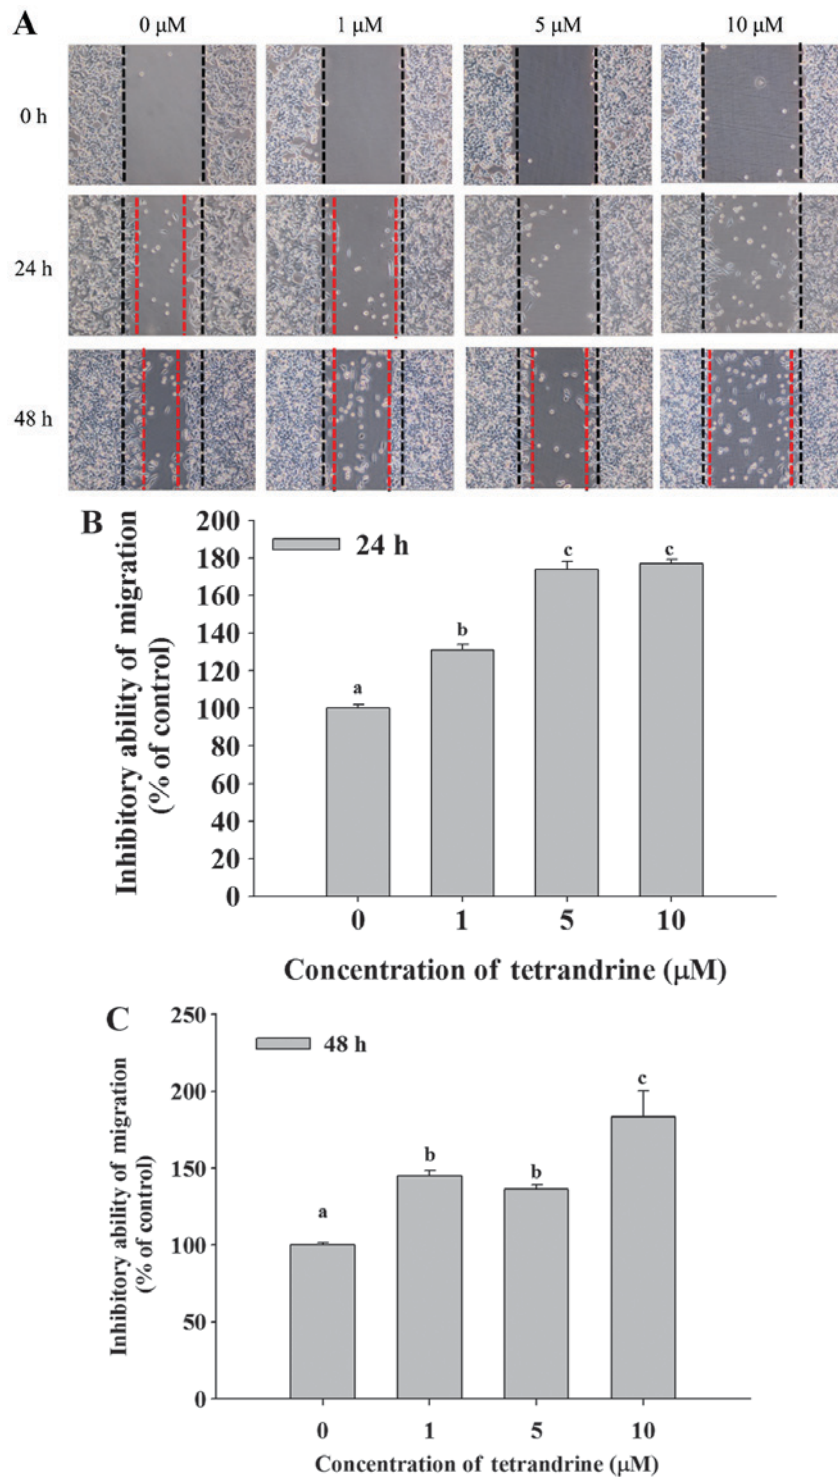 A
0 μM 1 μM 5 μM 10 μM
0 h
24 h
48 h
B
24 h
Inhibitory ability of migration
(% of control)
200
180
160
140
120
100
80
60
40
20
0
a
b
c
c
0 1 5 10
Concentration of tetrandrine (μM)
C
48 h
Inhibitory ability of migration
(% of control)
250
200
150
100
50
0
a
b
b
c
0 1 5 10
Concentration of tetrandrine (μM)